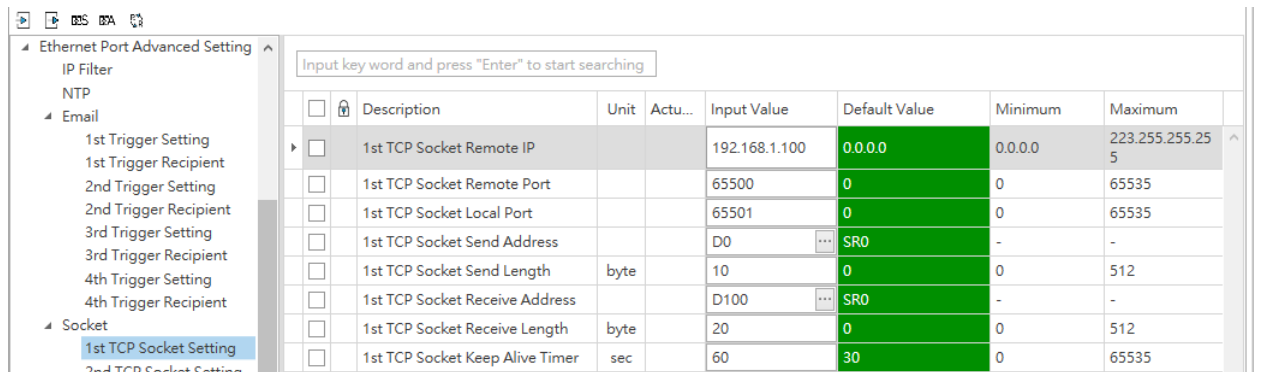 Ethernet Port Advanced Setting
IP Filter
NTP
Email
1st Trigger Setting
1st Trigger Recipient
2nd Trigger Setting
2nd Trigger Recipient
3rd Trigger Setting
3rd Trigger Recipient
4th Trigger Setting
4th Trigger Recipient
Socket
1st TCP Socket Setting
2nd TCP Socket Setting
Input key word and press "Enter" to start searching
Description Unit Actu... Input Value Default Value Minimum Maximum
1st TCP Socket Remote IP 192.168.1.100 0.0.0.0 0.0.0.0 223.255.255.25
5
1st TCP Socket Remote Port 65500 0 0 65535
1st TCP Socket Local Port 65501 0 0 65535
1st TCP Socket Send Address D0 ... SR0 - -
1st TCP Socket Send Length byte 10 0 0 512
1st TCP Socket Receive Address D100 ... SR0 - -
1st TCP Socket Receive Length byte 20 0 0 512
1st TCP Socket Keep Alive Timer sec 60 30 0 65535